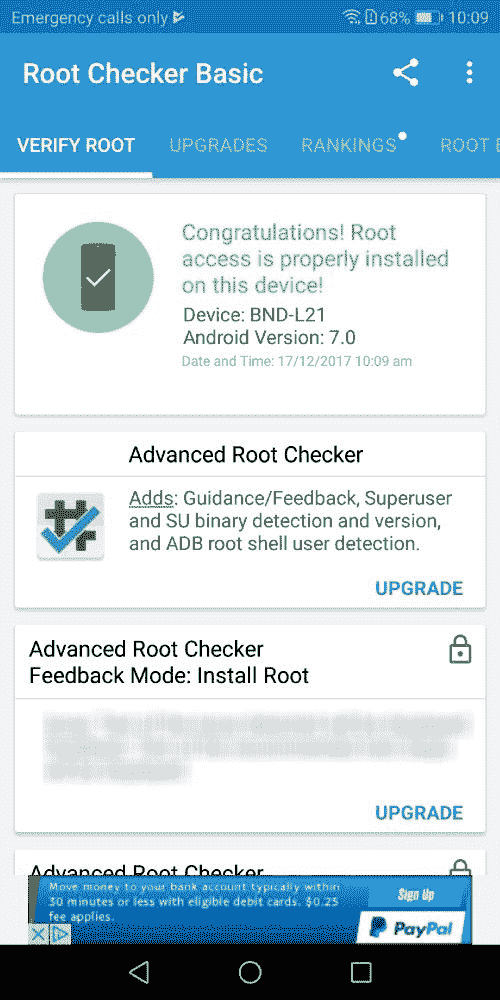 Emergency calls only 68% 10:09
Root Checker Basic
VERIFY ROOT UPGRADES RANKINGS ROOT
Congratulations! Root
access is properly installed
on this device!
Device: BND-L21
Android Version: 7.0
Date and Time: 17/12/2017 10:09 am
Advanced Root Checker
Adds: Guidance/Feedback, Superuser
and SU binary detection and version,
and ADB root shell user detection.
UPGRADE
Advanced Root Checker
Feedback Mode: Install Root
UPGRADE
Advanced Root Checker
Move money to your bank account typically within
30 minutes or less with eligible debit cards. $0.25
fee applies.
Sign Up
PayPal